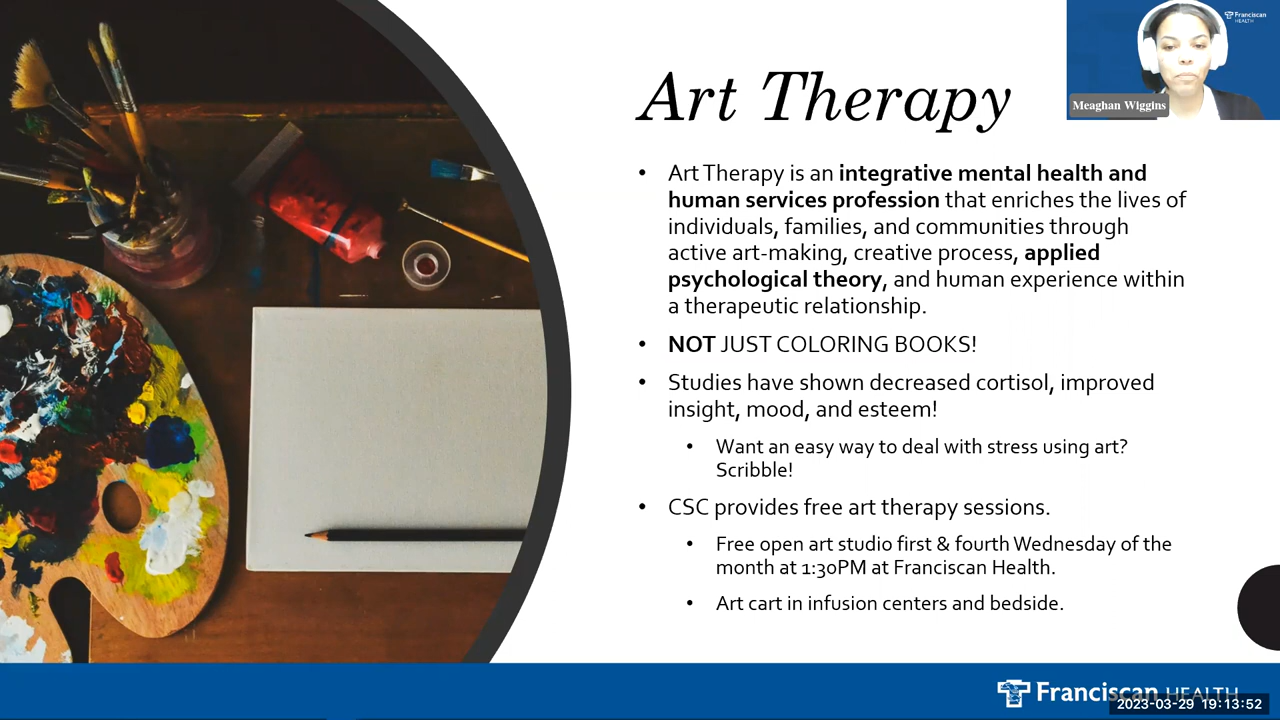 Franciscan
HEALTH
Meaghan Wiggins
Art Therapy
• Art Therapy is an integrative mental health and
human services profession that enriches the lives of
individuals, families, and communities through
active art-making, creative process, applied
psychological theory, and human experience within
a therapeutic relationship.
• NOT JUST COLORING BOOKS!
• Studies have shown decreased cortisol, improved
insight, mood, and esteem!
• Want an easy way to deal with stress using art?
Scribble!
• CSC provides free art therapy sessions.
• Free open art studio first & fourth Wednesday of the
month at 1:30PM at Franciscan Health.
• Art cart in infusion centers and bedside.
Franciscan HEALTH
2023-03-29 19:13:52